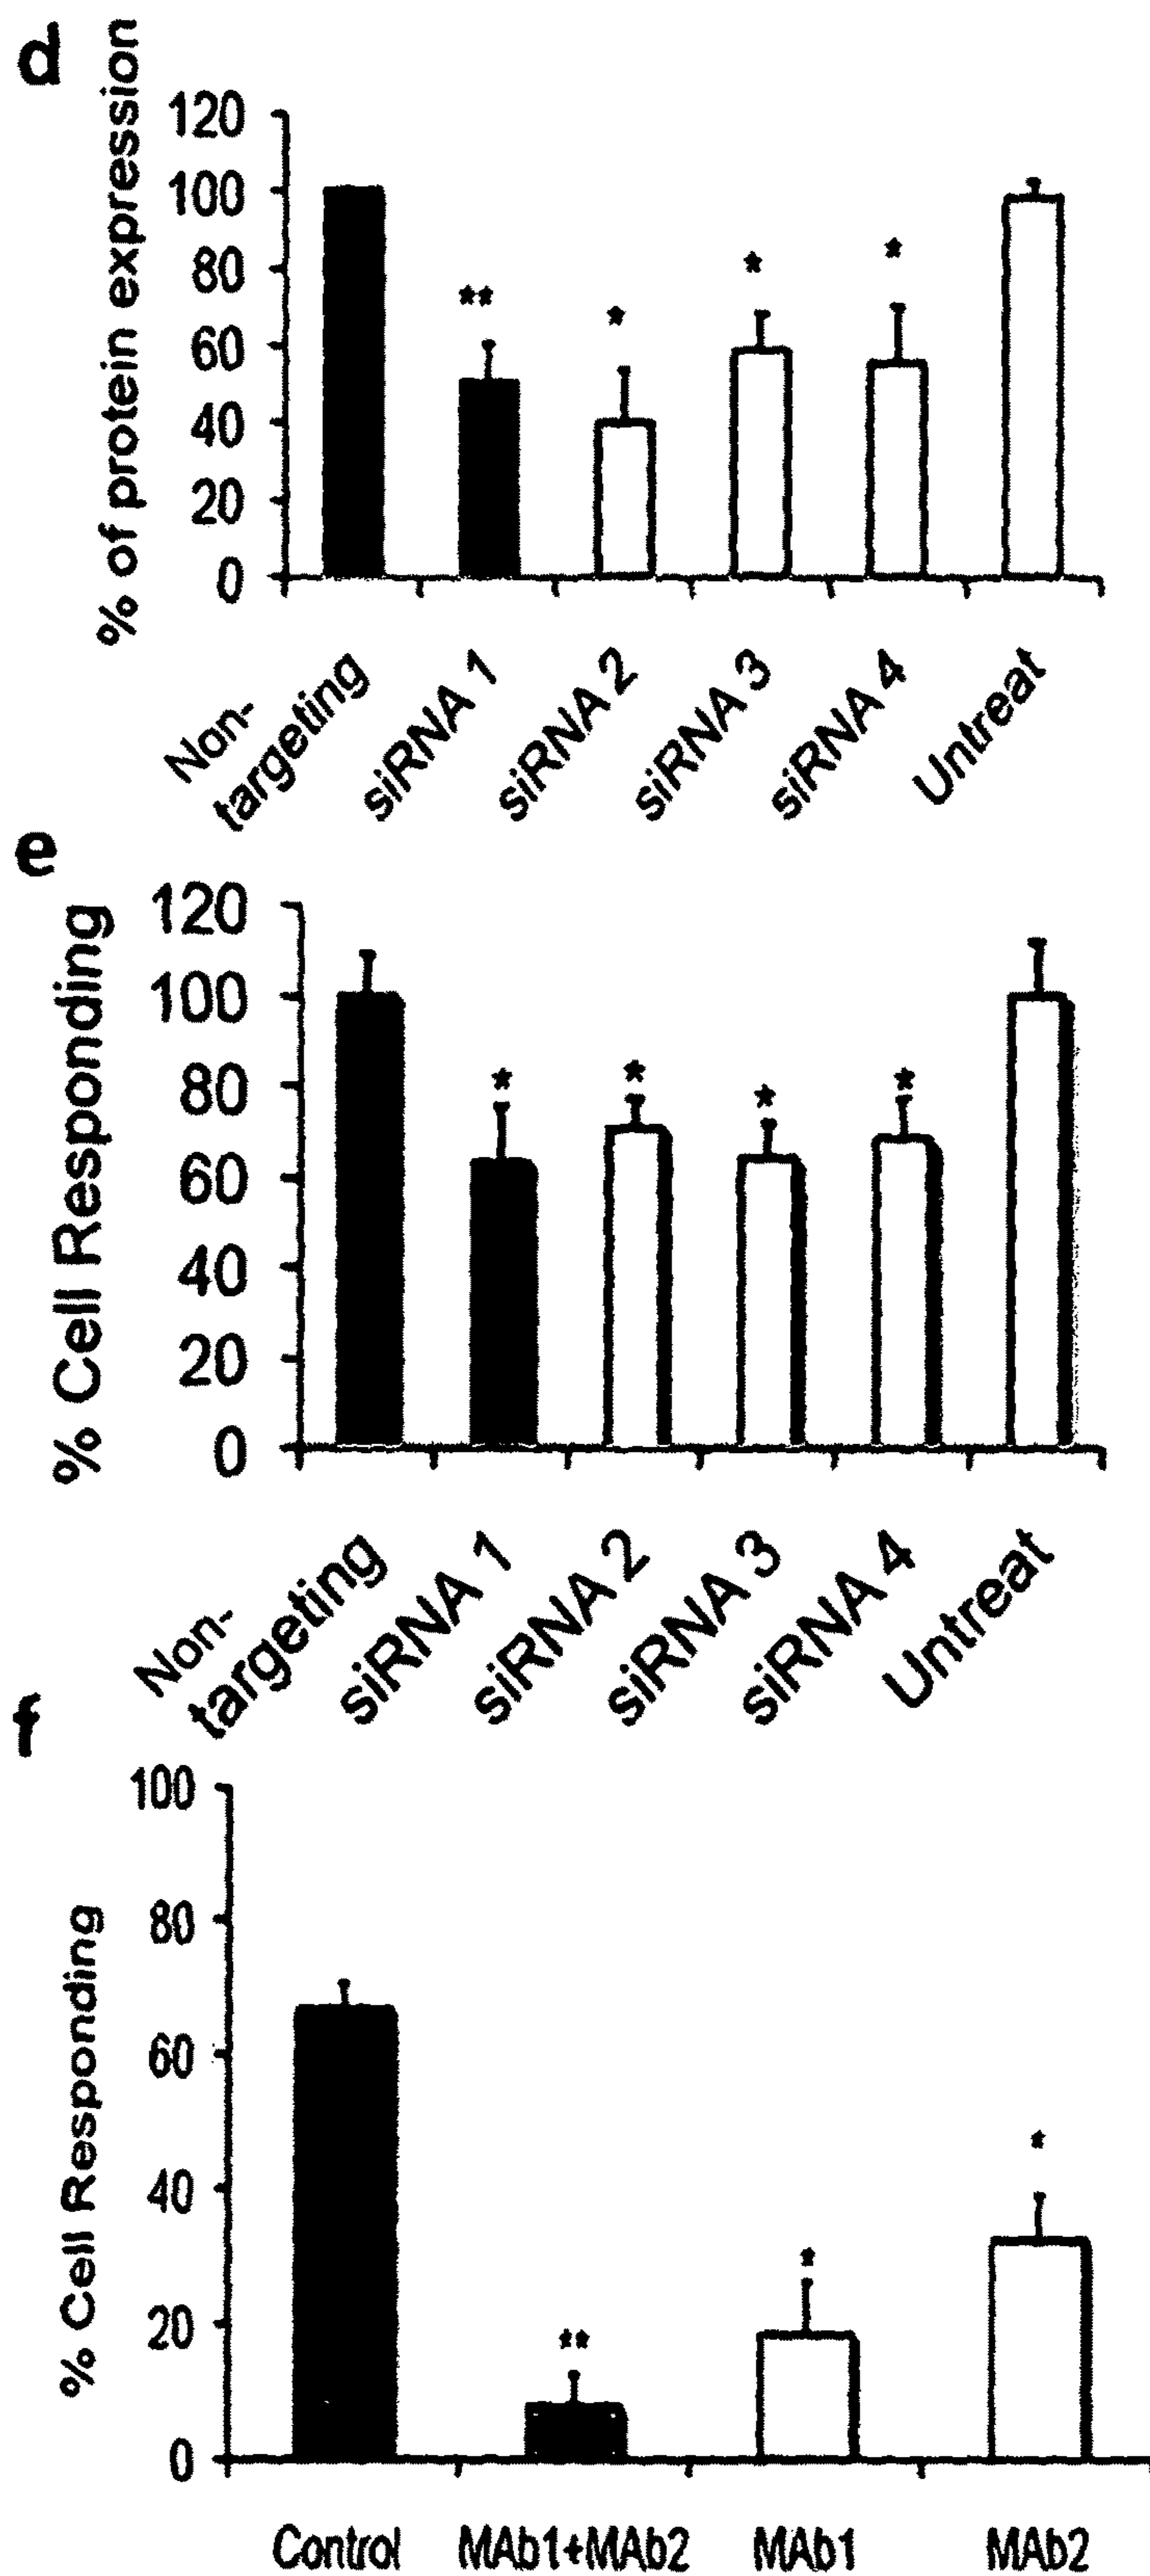 d
% of protein expression
120
100
80
60
40
20
0
**
*
*
*
Non-
targeting
siRNA 1
siRNA 2
siRNA 3
siRNA 4
Untreat
e
% Cell Responding
120
100
80
60
40
20
0
*
*
*
*
Non-
targeting
siRNA 1
siRNA 2
siRNA 3
siRNA 4
Untreat
f
% Cell Responding
100
80
60
40
20
0
**
*
*
Control
MAb1+MAb2
MAb1
MAb2